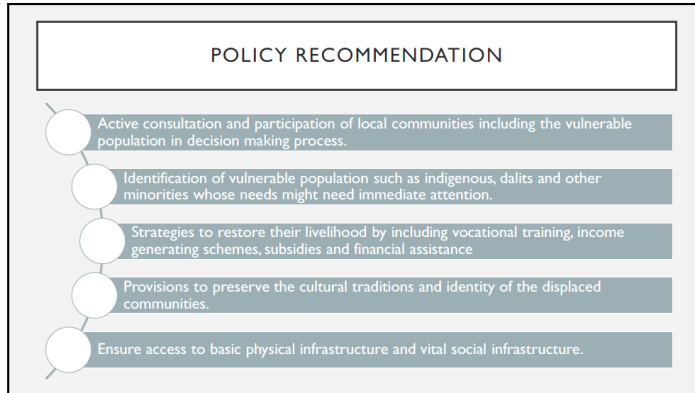 POLICY RECOMMENDATION
Active consultation and participation of local communities including the vulnerable
population in decision making process.
Identification of vulnerable population such as indigenous, dalits and other
minorities whose needs might need immediate attention.
Strategies to restore their livelihood by including vocational training, income
generating schemes, subsidies and financial assistance
Provisions to preserve the cultural traditions and identity of the displaced
communities.
Ensure access to basic physical infrastructure and vital social infrastructure.